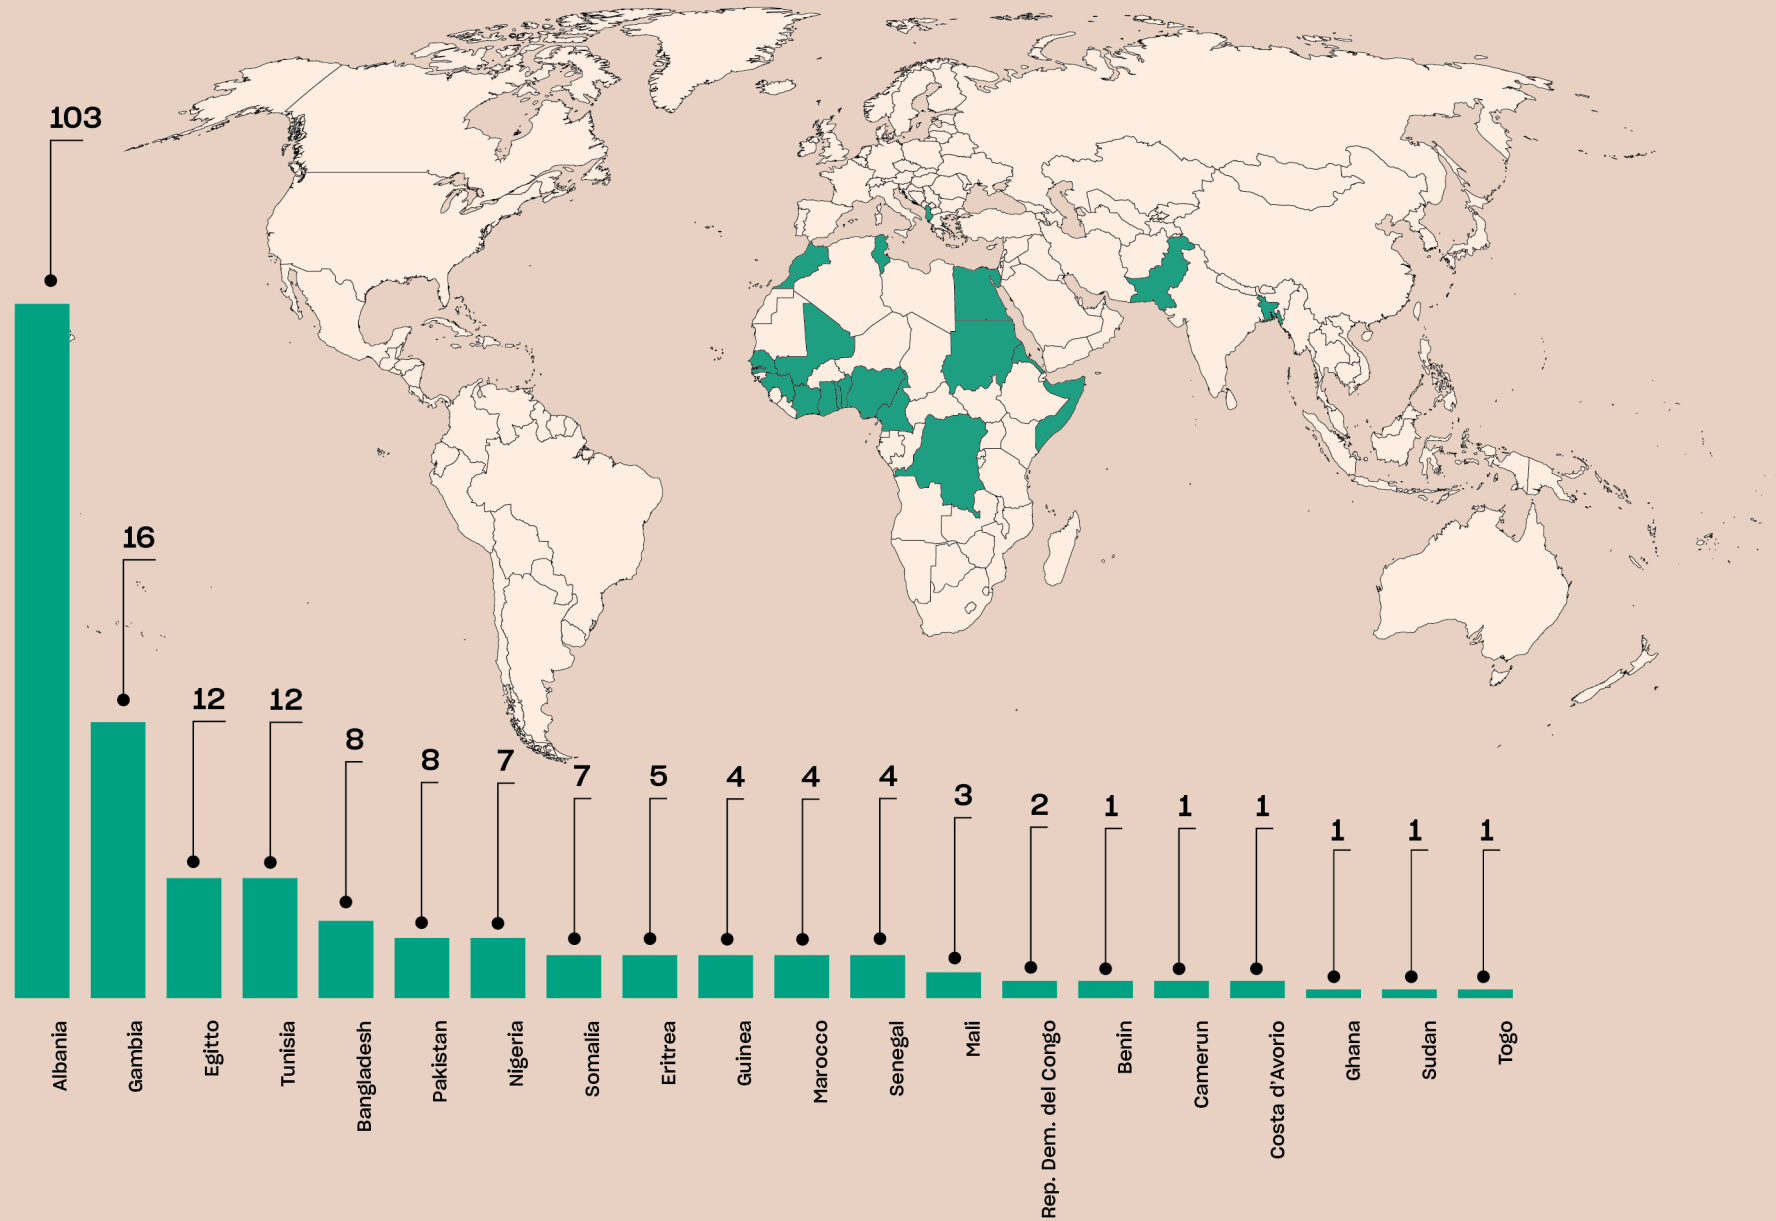 103
16
12
12
8
8
7
7
5
4
4
4
3
2
1
1
1
1
1
1
Albania
Gambia
Egitto
Tunisia
Bangladesh
Pakistan
Nigeria
Somalia
Eritrea
Guinea
Marocco
Senegal
Mali
Rep. Dem. del Congo
Benin
Camerun
Costa d'Avorio
Ghana
Sudan
Togo